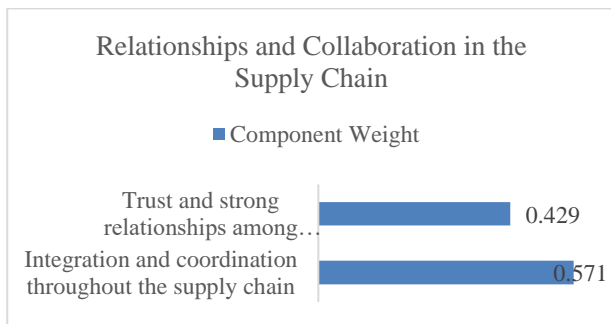 Relationships and Collaboration in the
Supply Chain
Component Weight
Trust and strong
relationships among…
0.429
Integration and coordination
throughout the supply chain
0.571